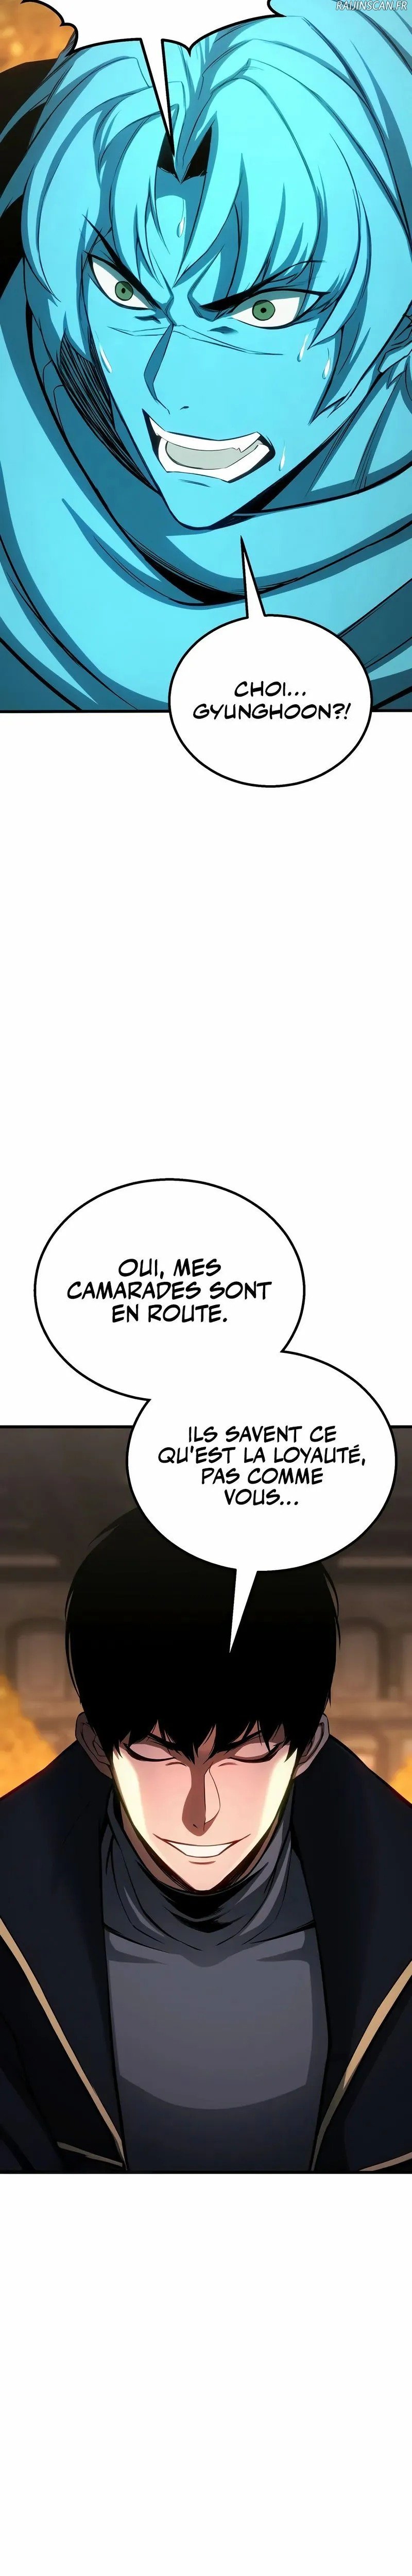 RAIJINSCAN.FR
CHOI...
GYUNGHOON?!
OUI, MES
CAMARADES SONT
EN ROUTE.
ILS SAVENT CE
QU'EST LA LOYAUTÉ,
PAS COMME
VOUS...